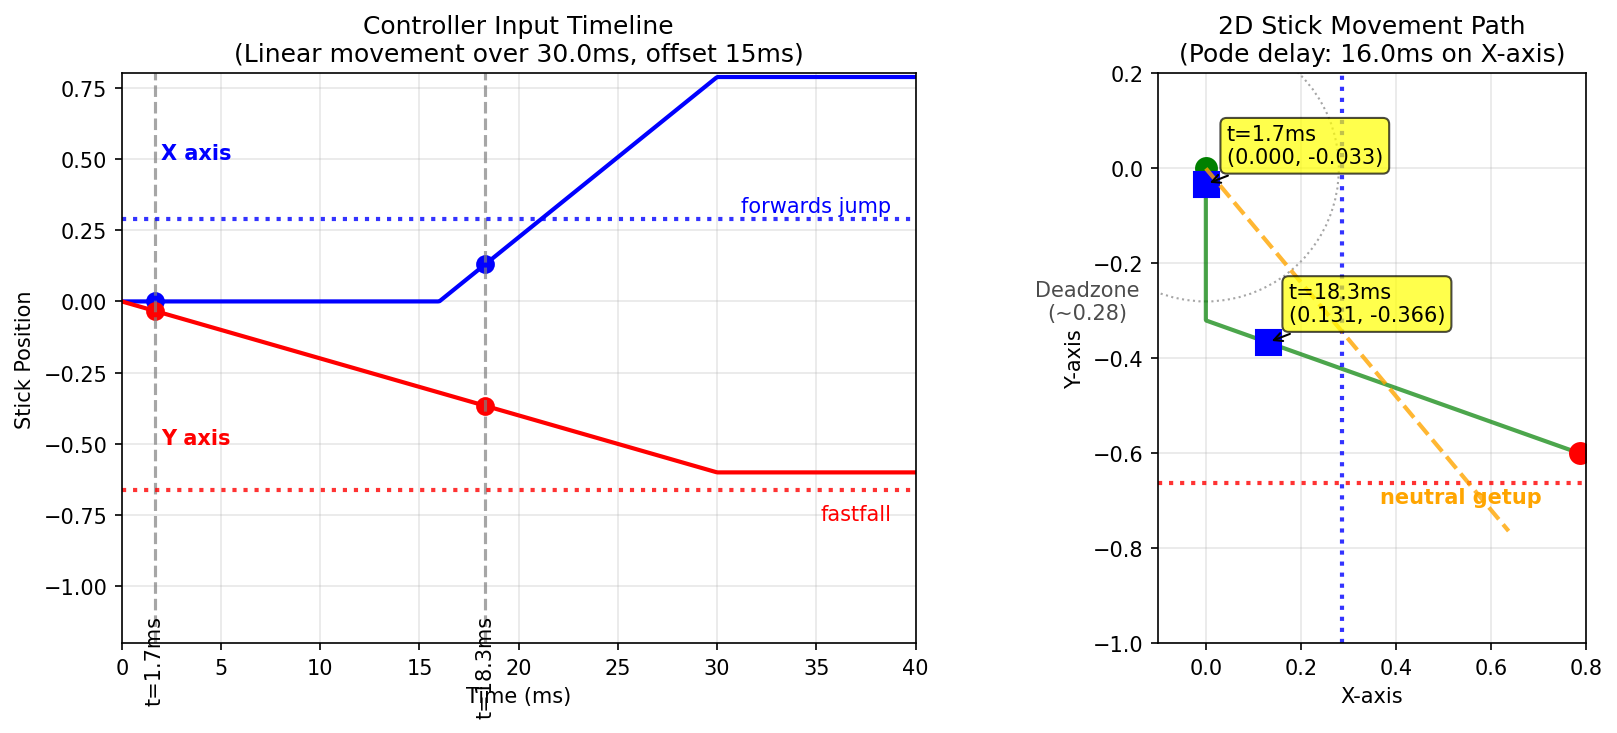 Controller Input Timeline
(Linear movement over 30.0ms, offset 15ms)
Stick Position
0.75
0.50
0.25
0.00
−0.25
−0.50
−0.75
−1.00
X axis
forwards jump
Y axis
fastfall
t=1.7ms
t=18.3ms
0 5 10 15 20 25 30 35 40
Time (ms)
2D Stick Movement Path
(Pode delay: 16.0ms on X-axis)
Y-axis
0.2
0.0
−0.2
−0.4
−0.6
−0.8
−1.0
t=1.7ms
(0.000, -0.033)
Deadzone
(~0.28)
t=18.3ms
(0.131, -0.366)
neutral getup
0.0 0.2 0.4 0.6 0.8
X-axis